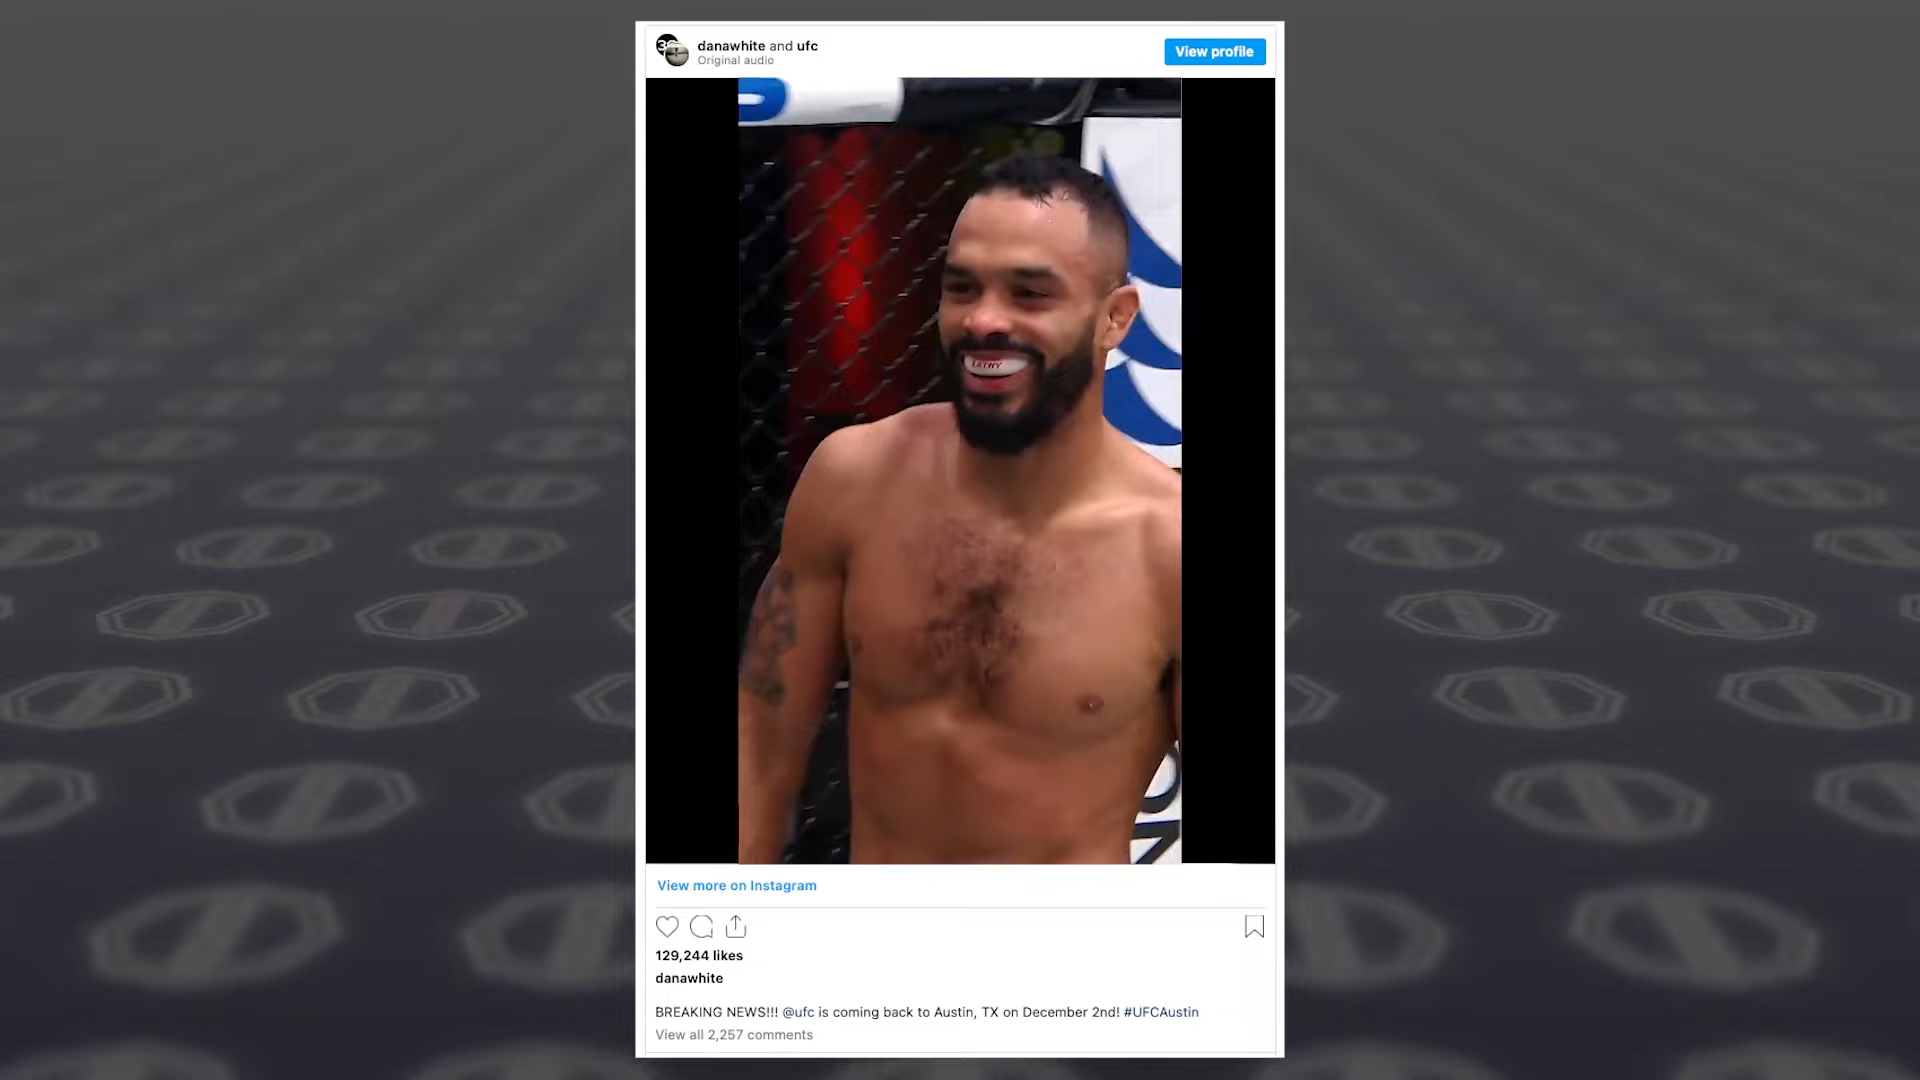 danawhite and ufc
Original audio
View profile
View more on Instagram
129,244 likes
danawhite
BREAKING NEWS!!! @ufc is coming back to Austin, TX on December 2nd! #UFCAustin
View all 2,257 comments